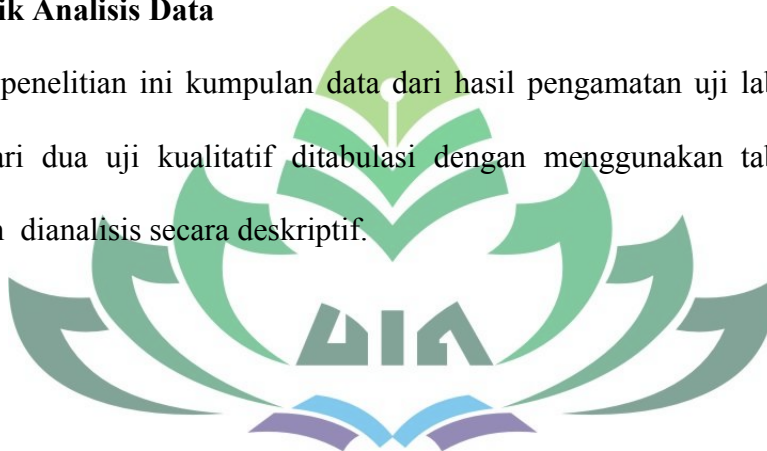 ik Analisis Data
penelitian ini kumpulan data dari hasil pengamatan uji lab
ari dua uji kualitatif ditabulasi dengan menggunakan tab
n dianalisis secara deskriptif.
UIN